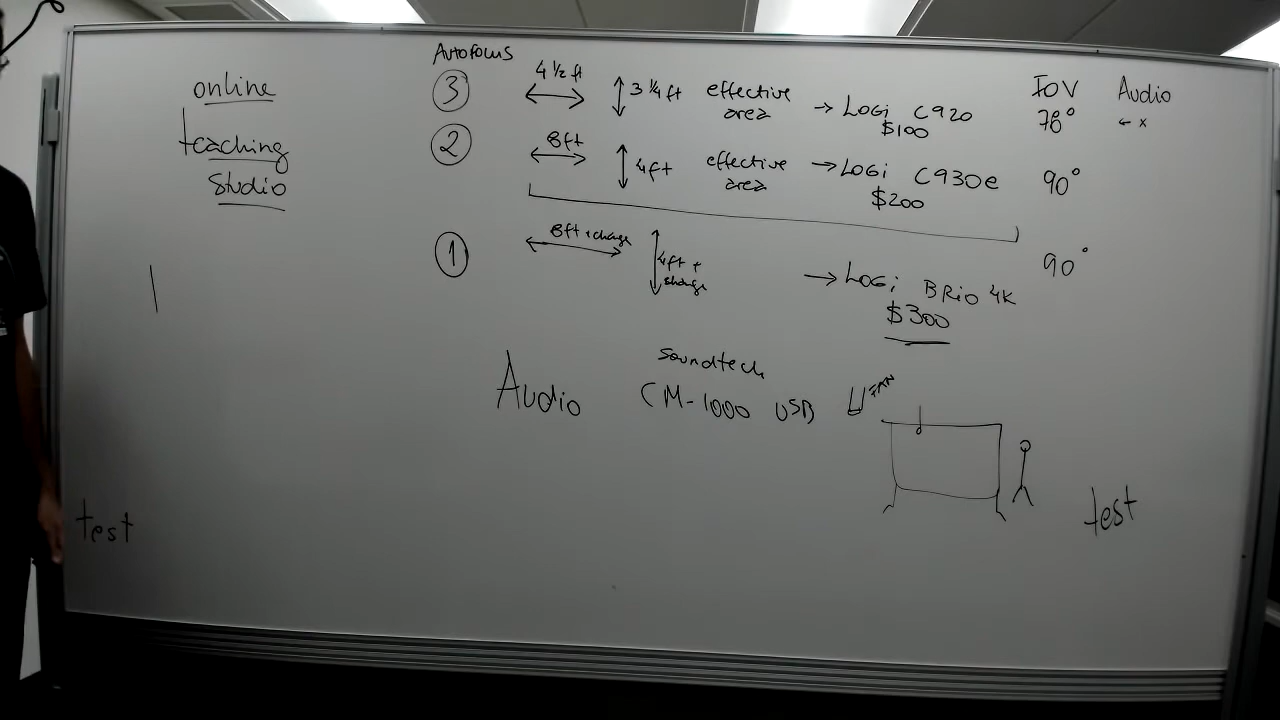 online
teaching
studio
Autofocus
③ 4 ½ ft 3 ¼ ft effective area → Logi C920 $100
② 8ft 4ft effective area → Logi C930e $200
① 8ft + change 4ft + change → Logi BRio 4K $300
FOV
78°
90°
90°
Audio
← x
Audio
Soundtech
CM-1000 USB
test
test